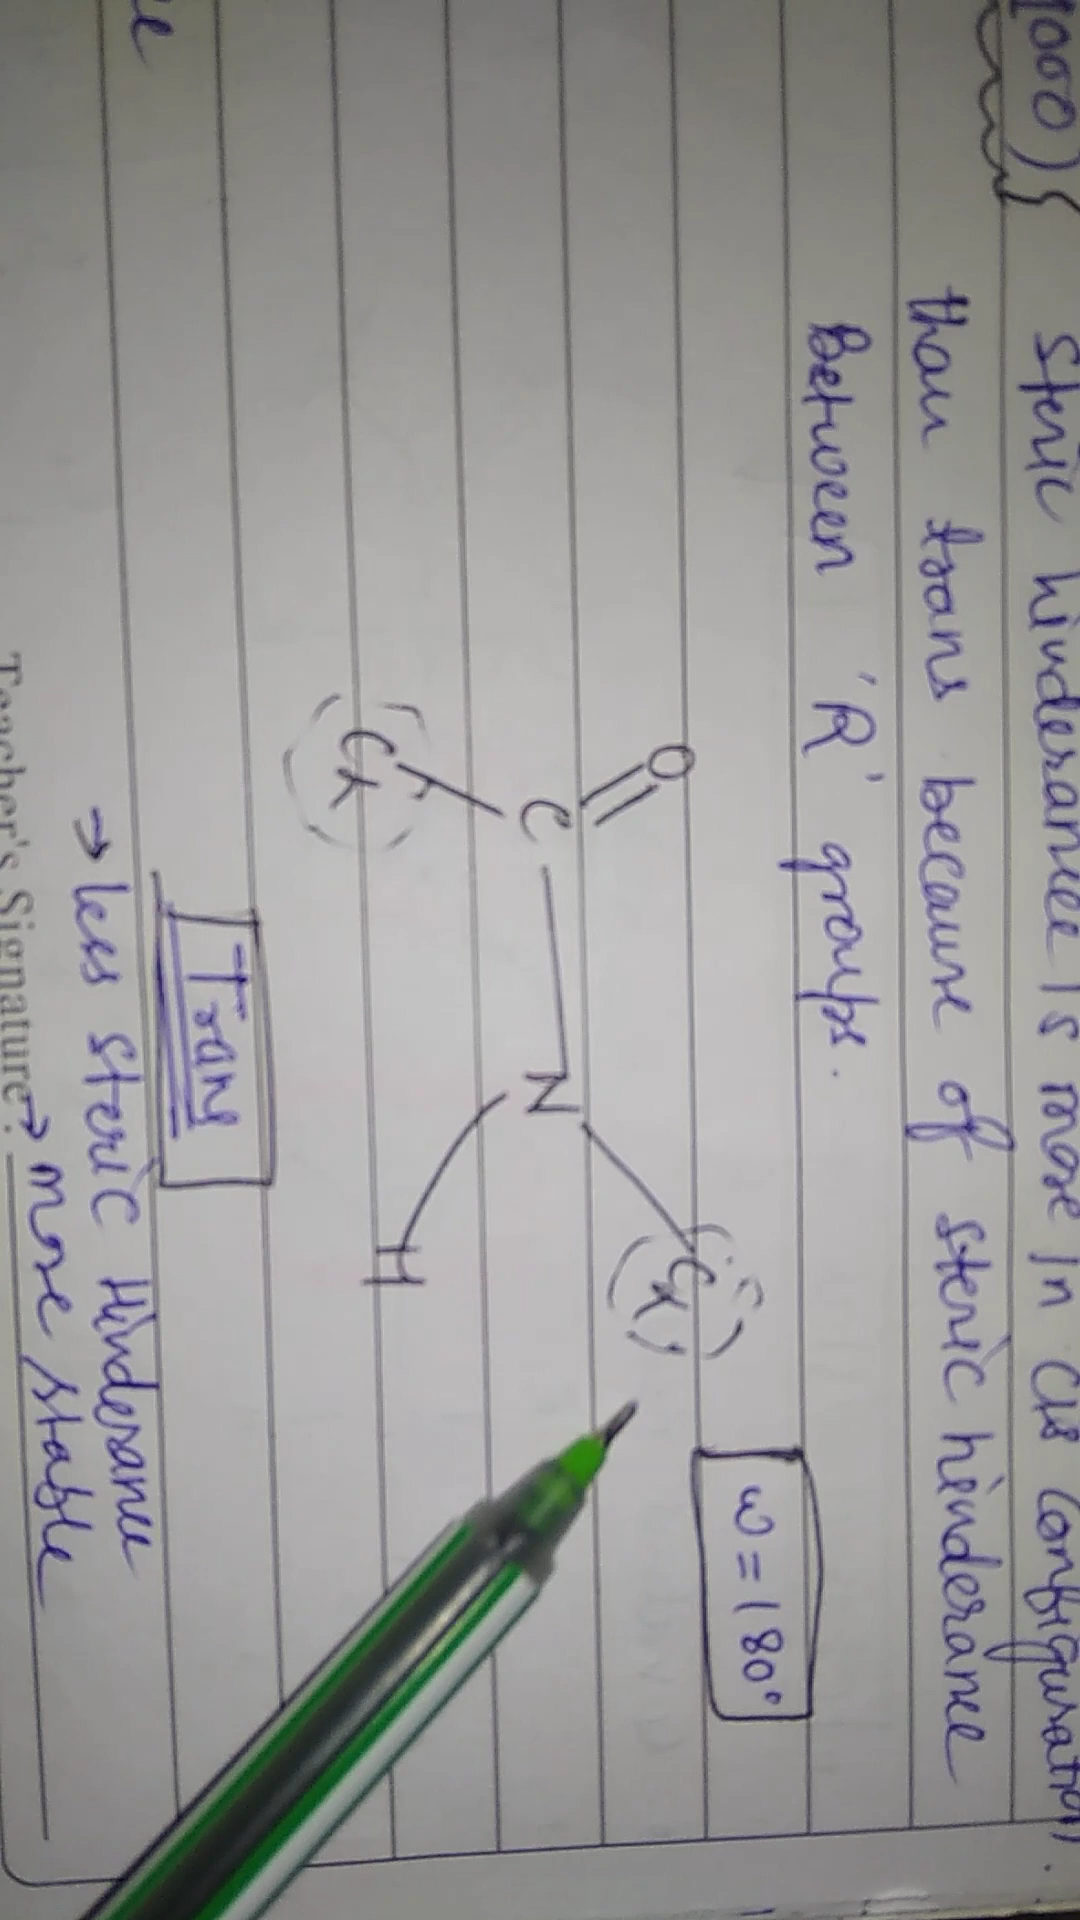 1000){ Steric hinderance is more in Cis Configuration.
than trans because of steric hinderance
Between 'R' groups.
ω = 180°
O
Cα
C
N
Cα
H
Trans
→ less steric Hinderance
Teacher's Signature:
→ more stable